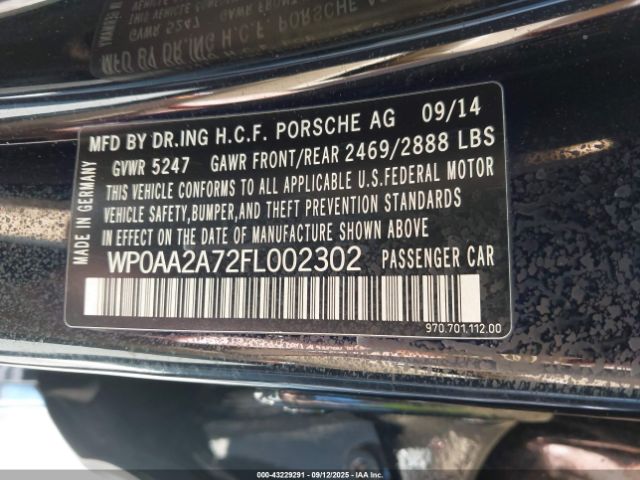 MFD BY DR.ING H.C.F. PORSCHE AG 09/14
GVWR 5247 GAWR FRONT/REAR 2469/2888 LBS
THIS VEHICLE CONFORMS TO ALL APPLICABLE U.S.FEDERAL MOTOR
VEHICLE SAFETY,BUMPER,AND THEFT PREVENTION STANDARDS
IN EFFECT ON THE DATE OF MANUFACTURE SHOWN ABOVE
WP0AA2A72FL002302 PASSENGER CAR
970.701.112.00
MADE IN GERMANY
000-43229291 - 09/12/2025 - IAAI.COM